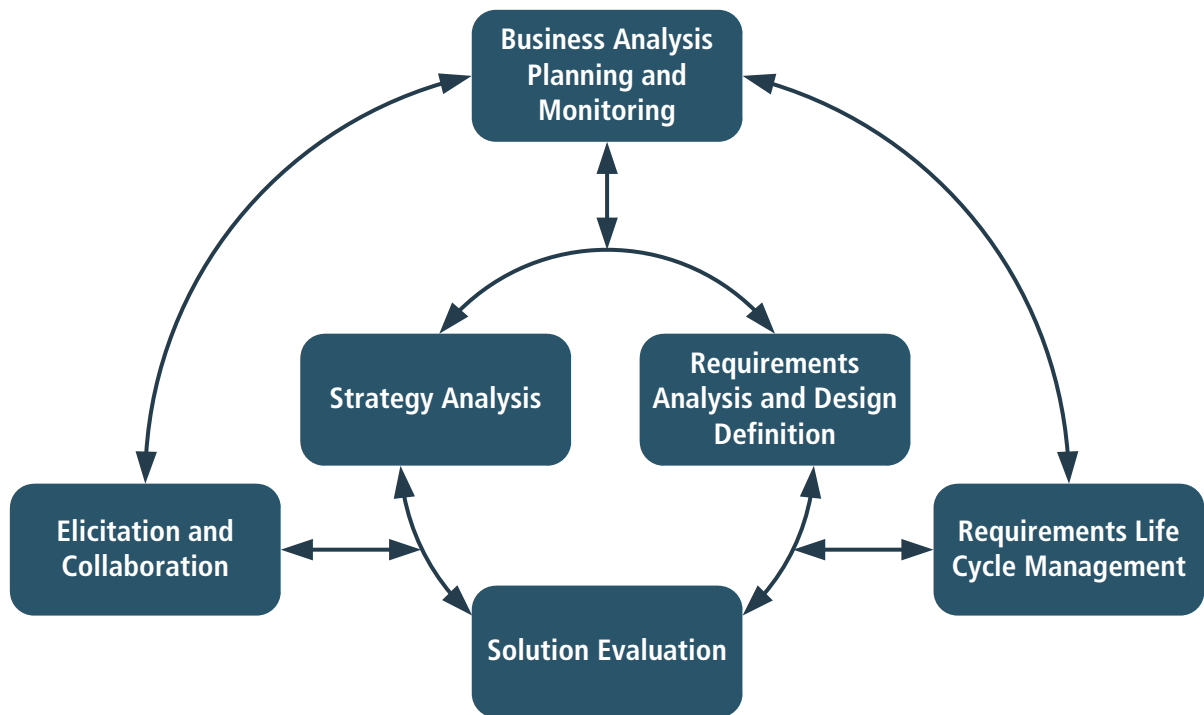 Business Analysis
Planning and
Monitoring
Strategy Analysis
Requirements
Analysis and Design
Definition
Elicitation and
Collaboration
Requirements Life
Cycle Management
Solution Evaluation